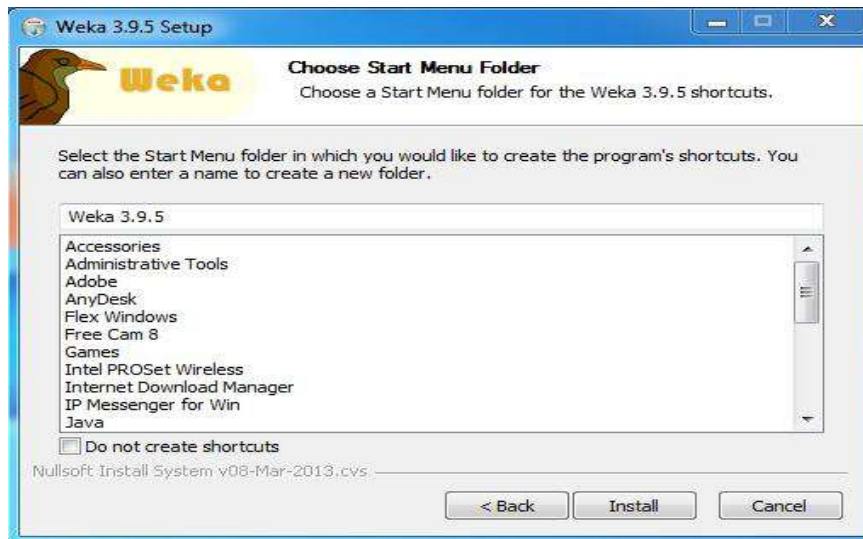 Weka 3.9.5 Setup
Weka
Choose Start Menu Folder
Choose a Start Menu folder for the Weka 3.9.5 shortcuts.
Select the Start Menu folder in which you would like to create the program's shortcuts. You
can also enter a name to create a new folder.
Weka 3.9.5
Accessories
Administrative Tools
Adobe
AnyDesk
Flex Windows
Free Cam 8
Games
Intel PROSet Wireless
Internet Download Manager
IP Messenger for Win
Java
Do not create shortcuts
Nullsoft Install System v08-Mar-2013.cvs
< Back Install Cancel